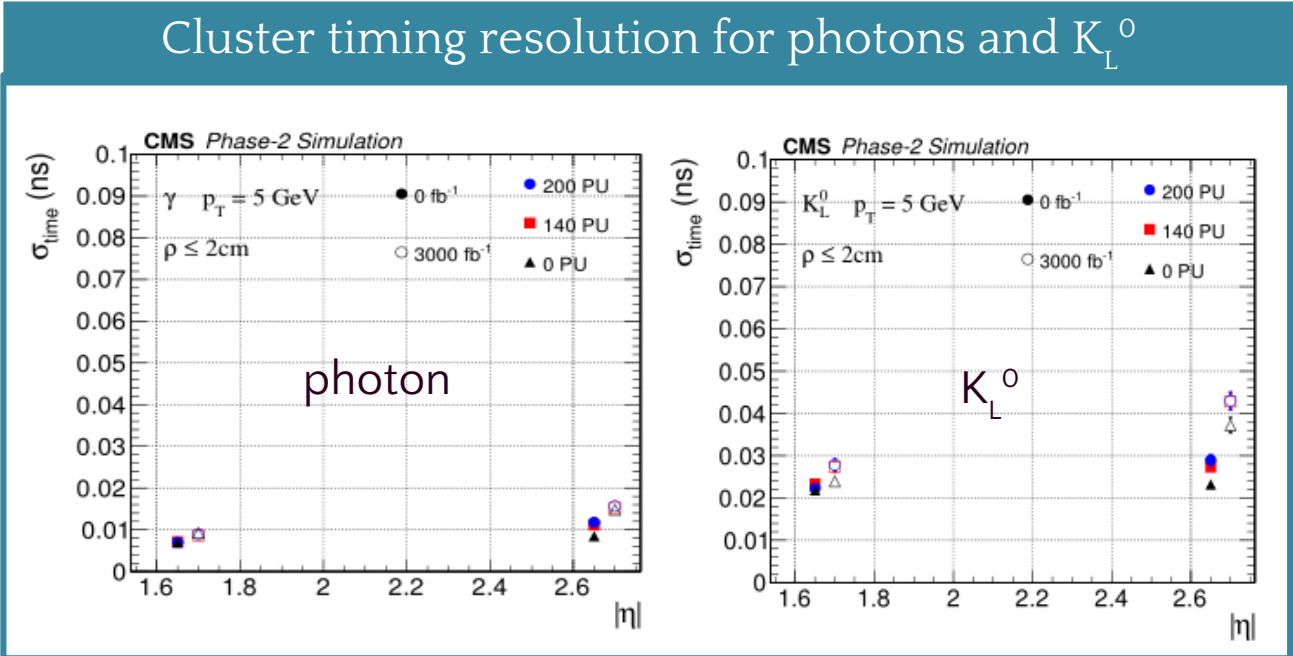 Cluster timing resolution for photons and K_L^0
CMS Phase-2 Simulation
σ_time (ns)
0.1
0.09
0.08
0.07
0.06
0.05
0.04
0.03
0.02
0.01
0
γ p_T = 5 GeV
ρ ≤ 2cm
0 fb⁻¹
3000 fb⁻¹
200 PU
140 PU
0 PU
photon
1.6 1.8 2 2.2 2.4 2.6
|η|
CMS Phase-2 Simulation
σ_time (ns)
0.1
0.09
0.08
0.07
0.06
0.05
0.04
0.03
0.02
0.01
0
K_L^0 p_T = 5 GeV
ρ ≤ 2cm
0 fb⁻¹
3000 fb⁻¹
200 PU
140 PU
0 PU
K_L^0
1.6 1.8 2 2.2 2.4 2.6
|η|